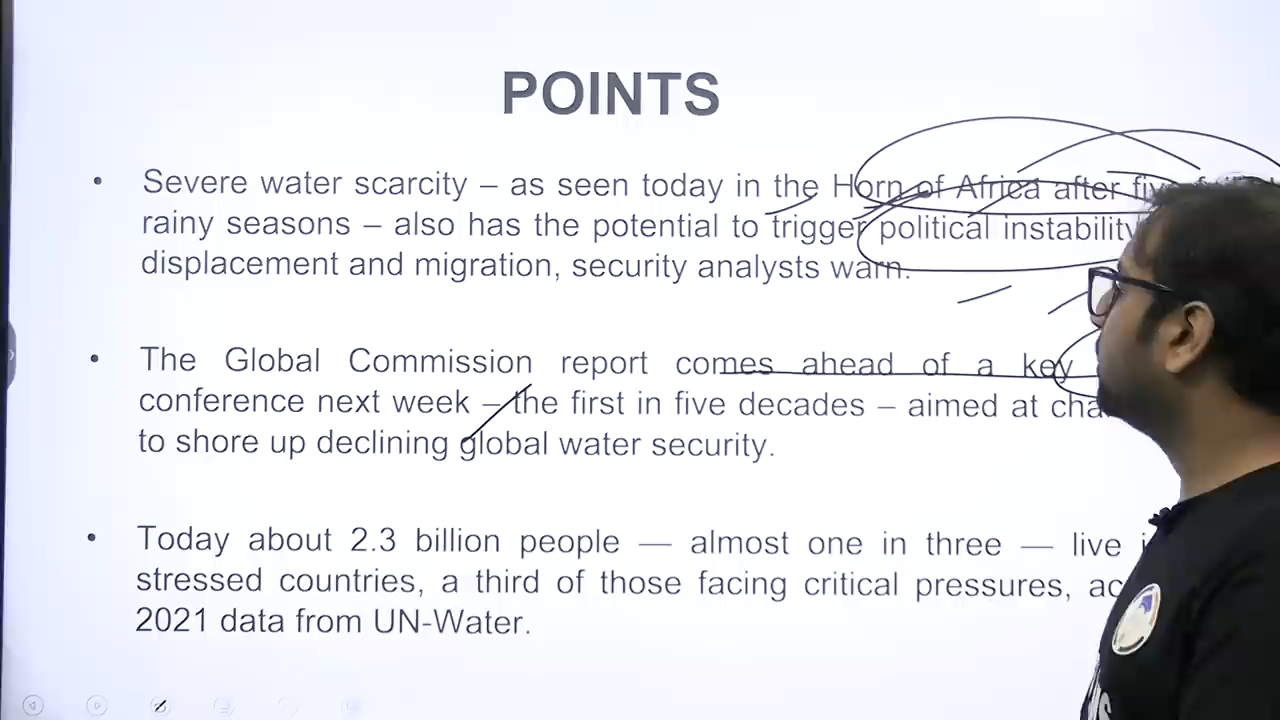 POINTS
• Severe water scarcity – as seen today in the Horn of Africa after
rainy seasons – also has the potential to trigger political instability
displacement and migration, security analysts warn.
• The Global Commission report comes ahead of a key
conference next week – the first in five decades – aimed at
to shore up declining global water security.
• Today about 2.3 billion people — almost one in three — live
stressed countries, a third of those facing critical pressures,
2021 data from UN-Water.